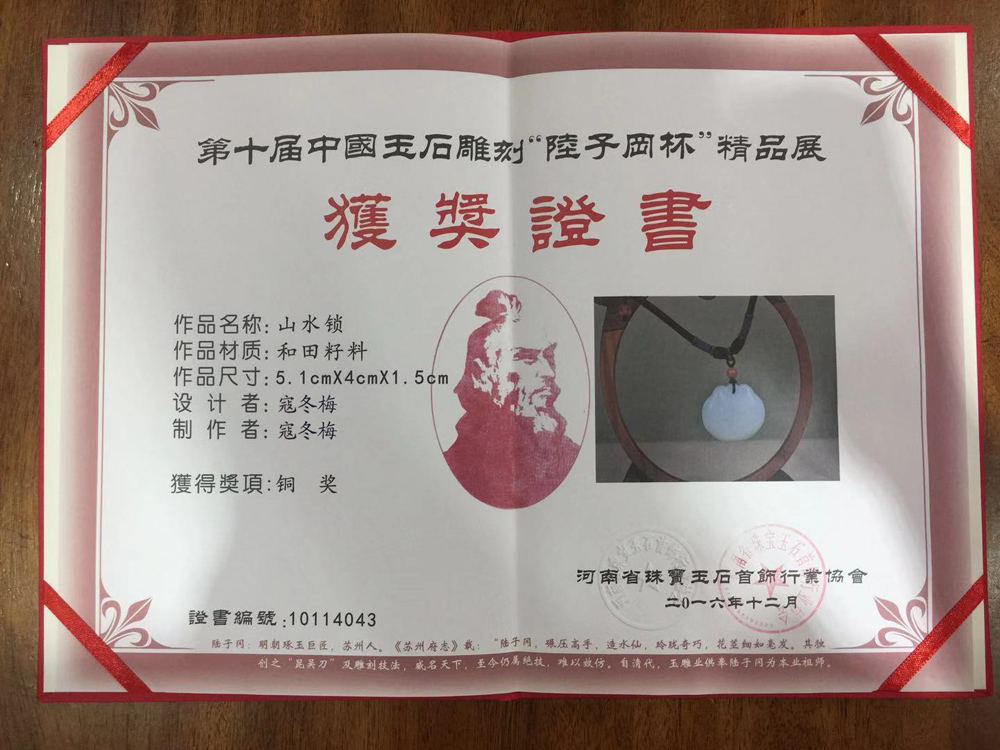 第十届中國玉石雕刻“陸子岡杯”精品展
獲獎證書
作品名称:山水锁
作品材质:和田籽料
作品尺寸:5.1cmX4cmX1.5cm
设计者:寇冬梅
制作者:寇冬梅
獲得獎項:铜 奖
河南省珠寶玉石首飾行業協會
二0一六年十二月
證書編號:10114043
陆子冈：明朝琢玉巨匠，苏州人。《苏州府志》载：“陆子冈，碾压高手，造水仙，玲珑奇巧，花茎细如毫发。其独
创之“昆吴刀”及雕刻技法，威名天下，至今仍属绝技，难以效仿。自清代，玉雕业供奉陆子冈为本业祖师。